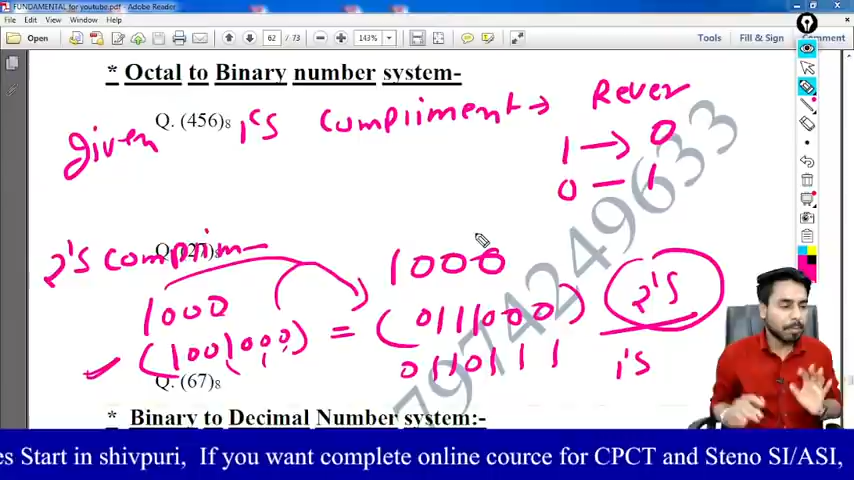 FUNDAMENTAL for youtube.pdf
File Edit View Window Help
Open 62 / 73 143% Tools Fill & Sign Comment
* Octal to Binary number system-
Q. (456)8
given 1'S Compliment → Rever
1 → 0
0 — 1
Q. (27)8
2'S compim-
1000
1000
(1001000) = (0111000) 2'S
0110111 1'S
Q. (67)8
* Binary to Decimal Number system:-
7974249633
es Start in shivpuri, If you want complete online cource for CPCT and Steno SI/ASI,